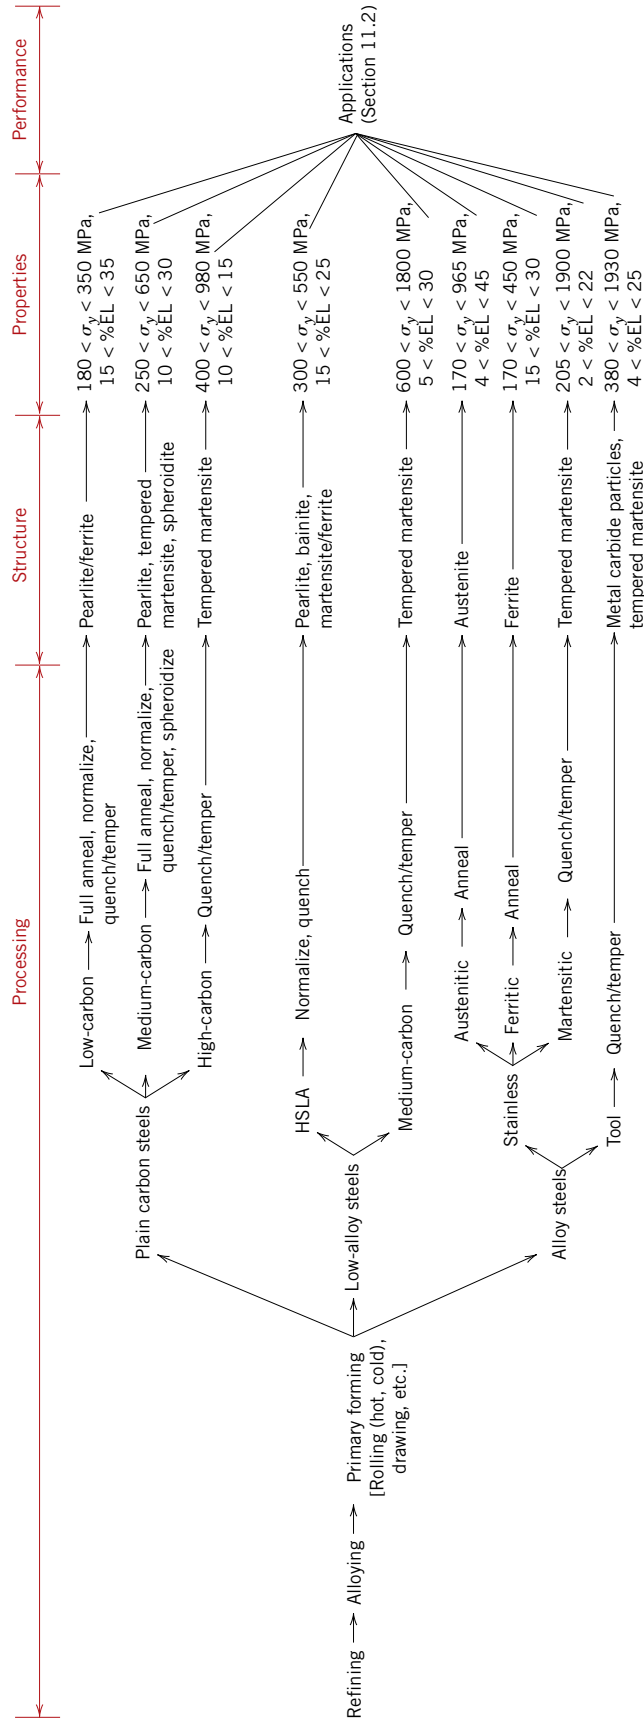 Processing
Structure
Properties
Performance
Refining
Alloying
Primary forming
[Rolling (hot, cold),
drawing, etc.]
Plain carbon steels
Low-carbon
Full anneal, normalize,
quench/temper
Pearlite/ferrite
180 < σy < 350 MPa,
15 < %EL < 35
Medium-carbon
Full anneal, normalize,
quench/temper, spheroidize
Pearlite, tempered
martensite, spheroidite
250 < σy < 650 MPa,
10 < %EL < 30
High-carbon
Quench/temper
Tempered martensite
400 < σy < 980 MPa,
10 < %EL < 15
Low-alloy steels
HSLA
Normalize, quench
Pearlite, bainite,
martensite/ferrite
300 < σy < 550 MPa,
15 < %EL < 25
Medium-carbon
Quench/temper
Tempered martensite
600 < σy < 1800 MPa,
5 < %EL < 30
Alloy steels
Stainless
Austenitic
Anneal
Austenite
170 < σy < 965 MPa,
4 < %EL < 45
Ferritic
Anneal
Ferrite
170 < σy < 450 MPa,
15 < %EL < 30
Martensitic
Quench/temper
Tempered martensite
205 < σy < 1900 MPa,
2 < %EL < 22
Tool
Quench/temper
Metal carbide particles,
tempered martensite
380 < σy < 1930 MPa,
4 < %EL < 25
Applications
(Section 11.2)